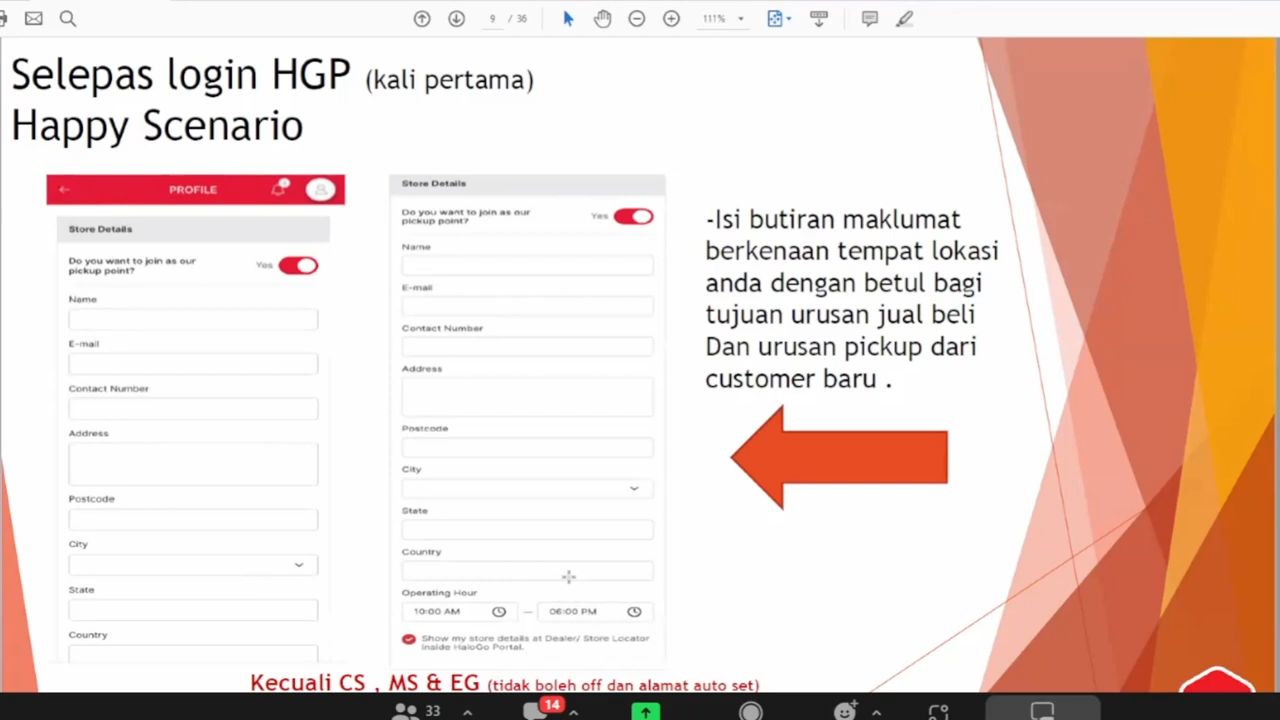 9 / 36
111%
Selepas login HGP (kali pertama)
Happy Scenario
PROFILE
Store Details
Do you want to join as our
pickup point?
Yes
Name
E-mail
Contact Number
Address
Postcode
City
State
Country
Store Details
Do you want to join as our
pickup point?
Yes
Name
E-mail
Contact Number
Address
Postcode
City
State
Country
Operating Hour
10:00 AM — 06:00 PM
Show my store details at Dealer/ Store Locator
inside HaloGo Portal.
-Isi butiran maklumat
berkenaan tempat lokasi
anda dengan betul bagi
tujuan urusan jual beli
Dan urusan pickup dari
customer baru .
Kecuali CS , MS & EG (tidak boleh off dan alamat auto set)
33
14